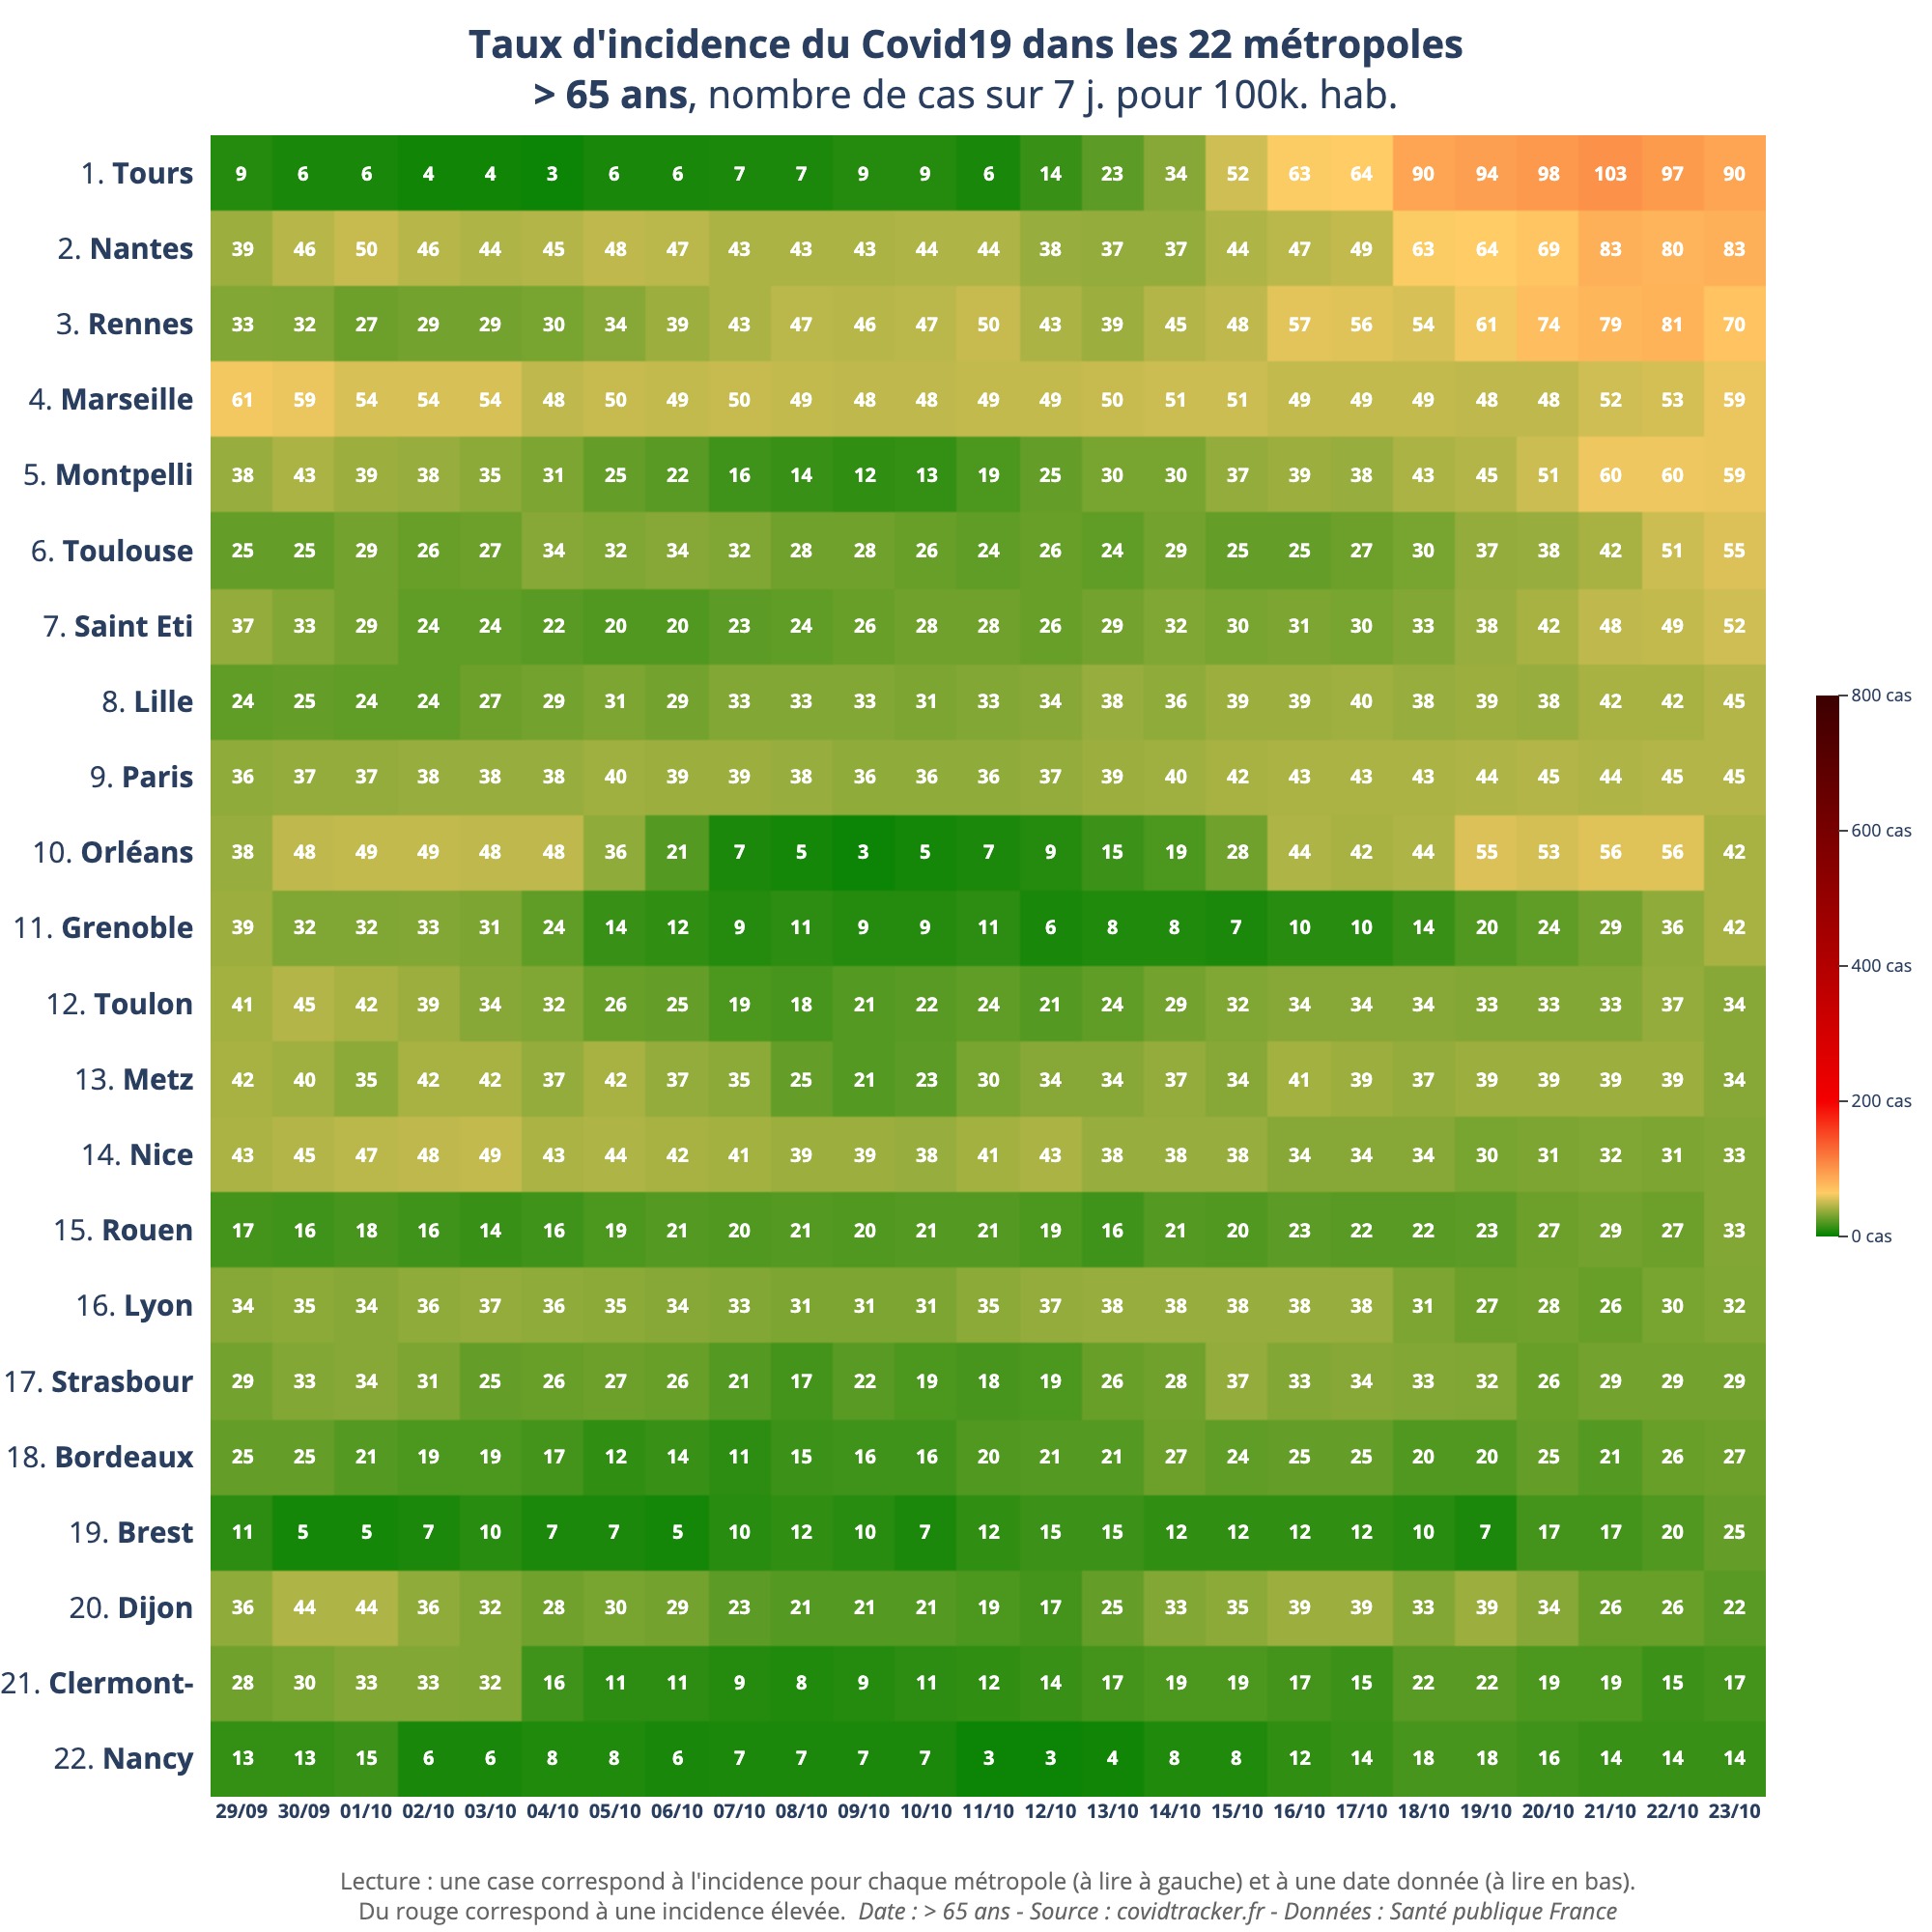 Taux d'incidence du Covid19 dans les 22 métropoles
> 65 ans, nombre de cas sur 7 j. pour 100k. hab.
1. Tours 9 6 6 4 4 3 6 6 7 7 9 9 6 14 23 34 52 63 64 90 94 98 103 97 90
2. Nantes 39 46 50 46 44 45 48 47 43 43 43 44 44 38 37 37 44 47 49 63 64 69 83 80 83
3. Rennes 33 32 27 29 29 30 34 39 43 47 46 47 50 43 39 45 48 57 56 54 61 74 79 81 70
4. Marseille 61 59 54 54 54 48 50 49 50 49 48 48 49 49 50 51 51 49 49 49 48 48 52 53 59
5. Montpelli 38 43 39 38 35 31 25 22 16 14 12 13 19 25 30 30 37 39 38 43 45 51 60 60 59
6. Toulouse 25 25 29 26 27 34 32 34 32 28 28 26 24 26 24 29 25 25 27 30 37 38 42 51 55
7. Saint Eti 37 33 29 24 24 22 20 20 23 24 26 28 28 26 29 32 30 31 30 33 38 42 48 49 52
8. Lille 24 25 24 24 27 29 31 29 33 33 33 31 33 34 38 36 39 39 40 38 39 38 42 42 45
800 cas
9. Paris 36 37 37 38 38 38 40 39 39 38 36 36 36 37 39 40 42 43 43 43 44 45 44 45 45
600 cas
10. Orléans 38 48 49 49 48 48 36 21 7 5 3 5 7 9 15 19 28 44 42 44 55 53 56 56 42
11. Grenoble 39 32 32 33 31 24 14 12 9 11 9 9 11 6 8 8 7 10 10 14 20 24 29 36 42
400 cas
12. Toulon 41 45 42 39 34 32 26 25 19 18 21 22 24 21 24 29 32 34 34 34 33 33 33 37 34
13. Metz 42 40 35 42 42 37 42 37 35 25 21 23 30 34 34 37 34 41 39 37 39 39 39 39 34
200 cas
14. Nice 43 45 47 48 49 43 44 42 41 39 39 38 41 43 38 38 38 34 34 34 30 31 32 31 33
15. Rouen 17 16 18 16 14 16 19 21 20 21 20 21 21 19 16 21 20 23 22 22 23 27 29 27 33
0 cas
16. Lyon 34 35 34 36 37 36 35 34 33 31 31 31 35 37 38 38 38 38 38 31 27 28 26 30 32
17. Strasbour 29 33 34 31 25 26 27 26 21 17 22 19 18 19 26 28 37 33 34 33 32 26 29 29 29
18. Bordeaux 25 25 21 19 19 17 12 14 11 15 16 16 20 21 21 27 24 25 25 20 20 25 21 26 27
19. Brest 11 5 5 7 10 7 7 5 10 12 10 7 12 15 15 12 12 12 12 10 7 17 17 20 25
20. Dijon 36 44 44 36 32 28 30 29 23 21 21 21 19 17 25 33 35 39 39 33 39 34 26 26 22
21. Clermont- 28 30 33 33 32 16 11 11 9 8 9 11 12 14 17 19 19 17 15 22 22 19 19 15 17
22. Nancy 13 13 15 6 6 8 8 6 7 7 7 7 3 3 4 8 8 12 14 18 18 16 14 14 14
29/09 30/09 01/10 02/10 03/10 04/10 05/10 06/10 07/10 08/10 09/10 10/10 11/10 12/10 13/10 14/10 15/10 16/10 17/10 18/10 19/10 20/10 21/10 22/10 23/10
Lecture : une case correspond à l'incidence pour chaque métropole (à lire à gauche) et à une date donnée (à lire en bas).
Du rouge correspond à une incidence élevée. Date : > 65 ans - Source : covidtracker.fr - Données : Santé publique France